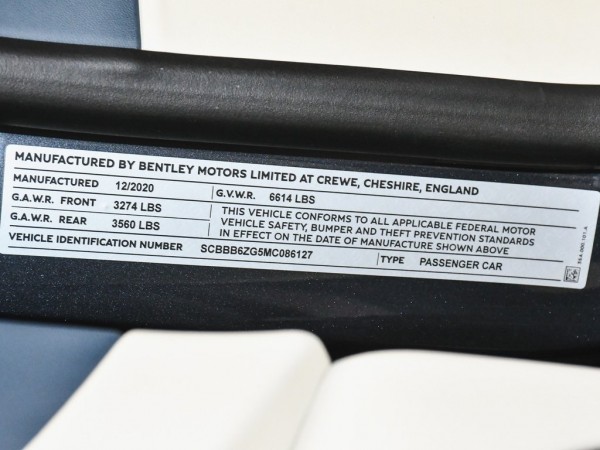 MANUFACTURED BY BENTLEY MOTORS LIMITED AT CREWE, CHESHIRE, ENGLAND
MANUFACTURED 12/2020 G.V.W.R. 6614 LBS
G.A.W.R. FRONT 3274 LBS
G.A.W.R. REAR 3560 LBS
THIS VEHICLE CONFORMS TO ALL APPLICABLE FEDERAL MOTOR
VEHICLE SAFETY, BUMPER AND THEFT PREVENTION STANDARDS
IN EFFECT ON THE DATE OF MANUFACTURE SHOWN ABOVE
VEHICLE IDENTIFICATION NUMBER SCBBB6ZG5MC086127 TYPE PASSENGER CAR